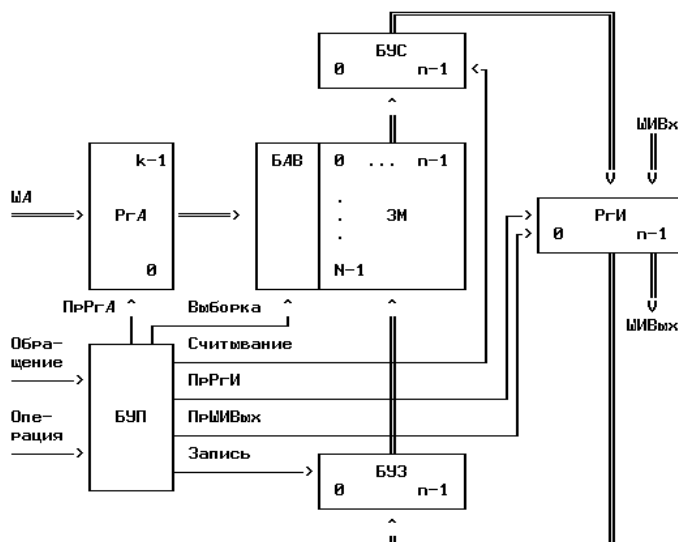 БУС
0 n-1
ШИВх
k-1
БАВ
0 ... n-1
ША
РгА
ЗМ
РгИ
0 n-1
0
N-1
ПрРгА
Выборка
ШИВых
Обра-
щение
Считывание
ПрРгИ
Опе-
рация
БУП
ПрШИВых
Запись
БУЗ
0 n-1